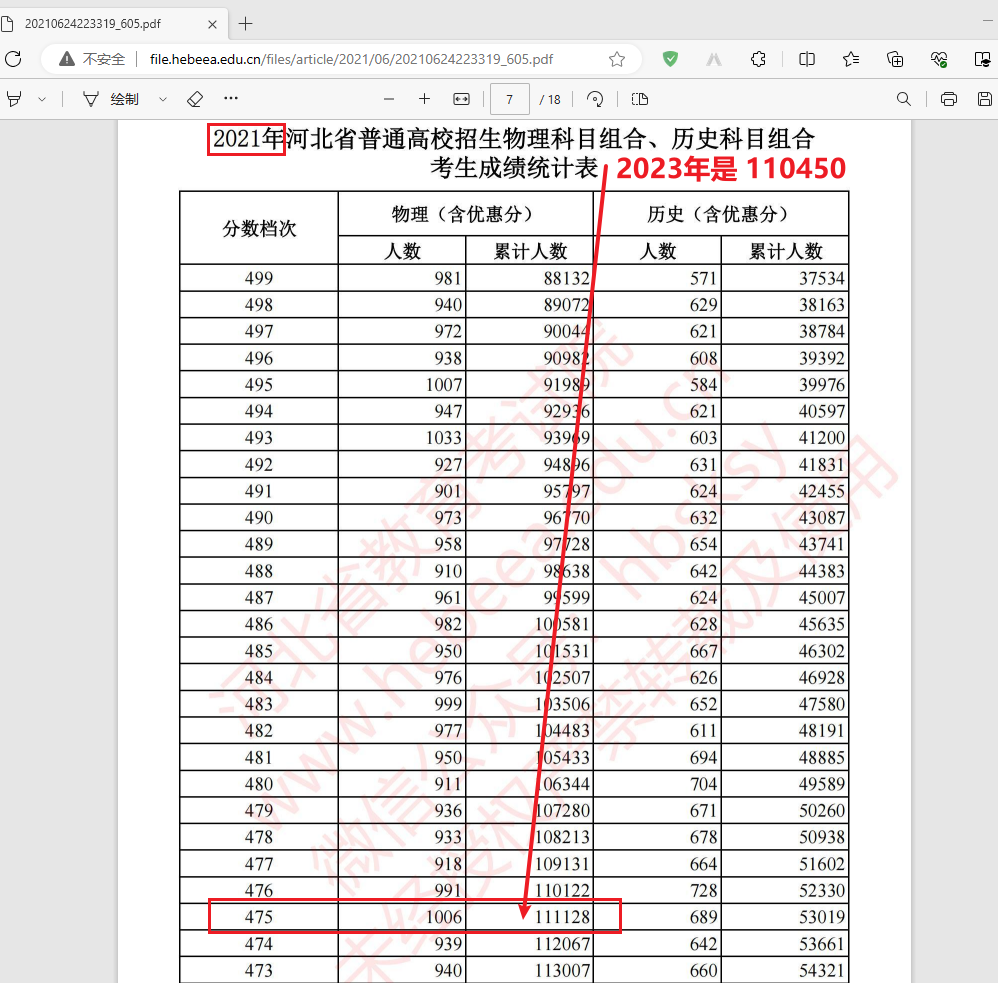 20210624223319_605.pdf
不安全 file.hebeea.edu.cn/files/article/2021/06/20210624223319_605.pdf
绘制 7 / 18
2021年河北省普通高校招生物理科目组合、历史科目组合
考生成绩统计表
2023年是 110450
分数档次 物理（含优惠分） 历史（含优惠分）
人数 累计人数 人数 累计人数
499 981 88132 571 37534
498 940 89072 629 38163
497 972 90044 621 38784
496 938 90982 608 39392
495 1007 91989 584 39976
494 947 92936 621 40597
493 1033 93969 603 41200
492 927 94896 631 41831
491 901 95797 624 42455
490 973 96770 632 43087
489 958 97728 654 43741
488 910 98638 642 44383
487 961 99599 624 45007
486 982 100581 628 45635
485 950 101531 667 46302
484 976 102507 626 46928
483 999 103506 652 47580
482 977 104483 611 48191
481 950 105433 694 48885
480 911 106344 704 49589
479 936 107280 671 50260
478 933 108213 678 50938
477 918 109131 664 51602
476 991 110122 728 52330
475 1006 111128 689 53019
474 939 112067 642 53661
473 940 113007 660 54321
河北省教育考试院
www.hebeea.edu.cn
微信公众号：hbsksy
未经授权严禁转载及使用